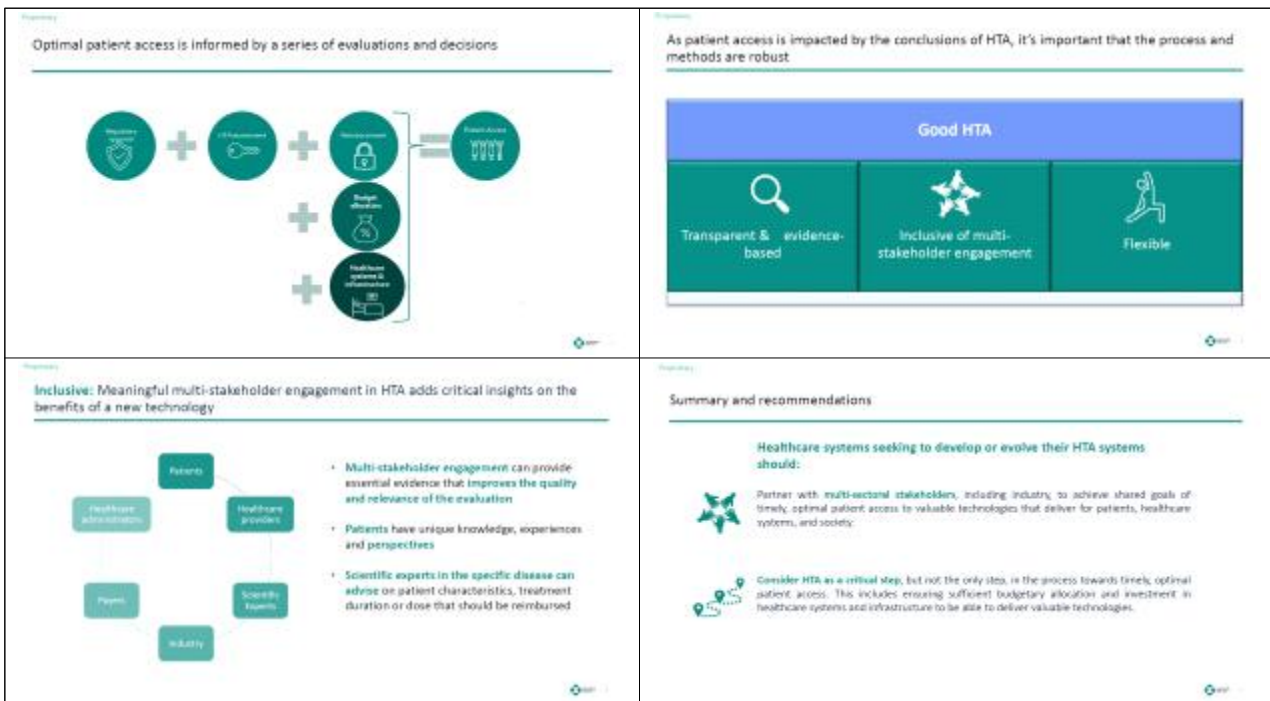 Proprietary
Optimal patient access is informed by a series of evaluations and decisions
Regulatory
Reimbursement
Patient Access
Budget
allocation
Healthcare
systems &
infrastructure
Proprietary
As patient access is impacted by the conclusions of HTA, it's important that the process and
methods are robust
Good HTA
Transparent & evidence-
based
Inclusive of multi-
stakeholder engagement
Flexible
Proprietary
Inclusive: Meaningful multi-stakeholder engagement in HTA adds critical insights on the
benefits of a new technology
Patients
Healthcare
administrators
Healthcare
providers
Payers
Scientific
Experts
Industry
• Multi-stakeholder engagement can provide
essential evidence that improves the quality
and relevance of the evaluation
• Patients have unique knowledge, experiences
and perspectives
• Scientific experts in the specific disease can
advise on patient characteristics, treatment
duration or dose that should be reimbursed
Proprietary
Summary and recommendations
Healthcare systems seeking to develop or evolve their HTA systems
should:
Partner with multi-sectoral stakeholders, including industry, to achieve shared goals of
timely, optimal patient access to valuable technologies that deliver for patients, healthcare
systems, and society.
Consider HTA as a critical step, but not the only step, in the process towards timely, optimal
patient access. This includes ensuring sufficient budgetary allocation and investment in
healthcare systems and infrastructure to be able to deliver valuable technologies.